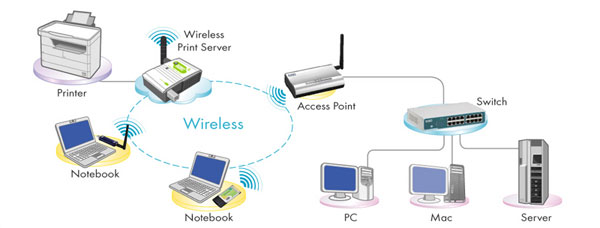 Wireless
Print Server
Printer
Access Point
Switch
Wireless
Notebook
Notebook
PC
Mac
Server